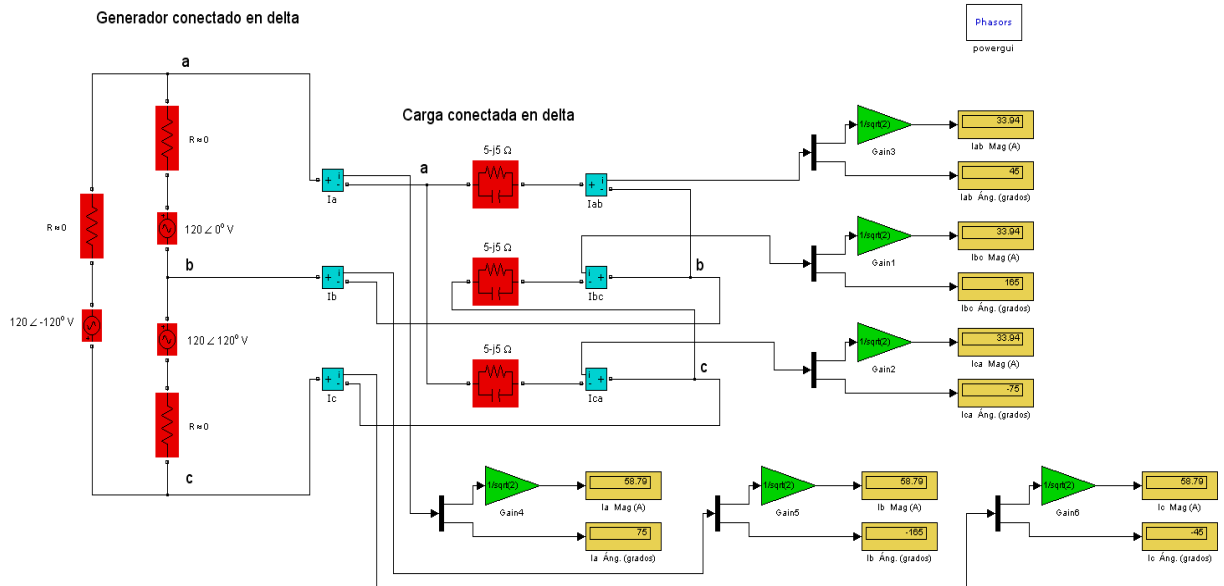 Generador conectado en delta
Phasors
powergui
a
R ≈ 0
R ≈ 0
120 ∠ 0° V
b
120 ∠ -120° V
120 ∠ 120° V
R ≈ 0
c
+ i -
Ia
+ i -
Ib
+ i -
Ic
Carga conectada en delta
a
5-j5 Ω
+ i -
Iab
5-j5 Ω
i - +
Ibc
b
5-j5 Ω
i - +
Ica
c
1/sqrt(2)
Gain3
33.94
Iab Mag (A)
45
Iab Áng. (grados)
1/sqrt(2)
Gain1
33.94
Ibc Mag (A)
165
Ibc Áng. (grados)
1/sqrt(2)
Gain2
33.94
Ica Mag (A)
-75
Ica Áng. (grados)
1/sqrt(2)
Gain4
58.79
Ia Mag (A)
75
Ia Áng. (grados)
1/sqrt(2)
Gain5
58.79
Ib Mag (A)
-165
Ib Áng. (grados)
1/sqrt(2)
Gain6
58.79
Ic Mag (A)
-45
Ic Áng. (grados)